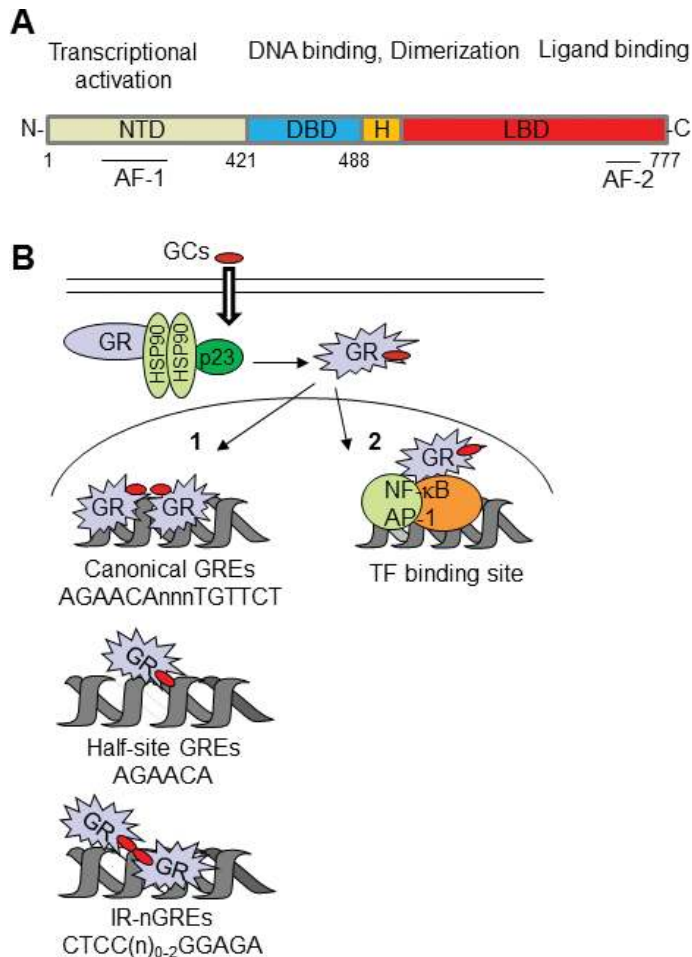 A
Transcriptional activation
DNA binding, Dimerization
Ligand binding
N-
NTD
DBD
H
LBD
-C
1
421
488
777
AF-1
AF-2
B
GCs
GR
HSP90
HSP90
p23
GR
1
2
GR
GR
Canonical GREs
AGAACAnnnTGTTCT
GR
NF-κB
AP-1
TF binding site
GR
Half-site GREs
AGAACA
GR
GR
IR-nGREs
CTCC(n)0-2GGAGA